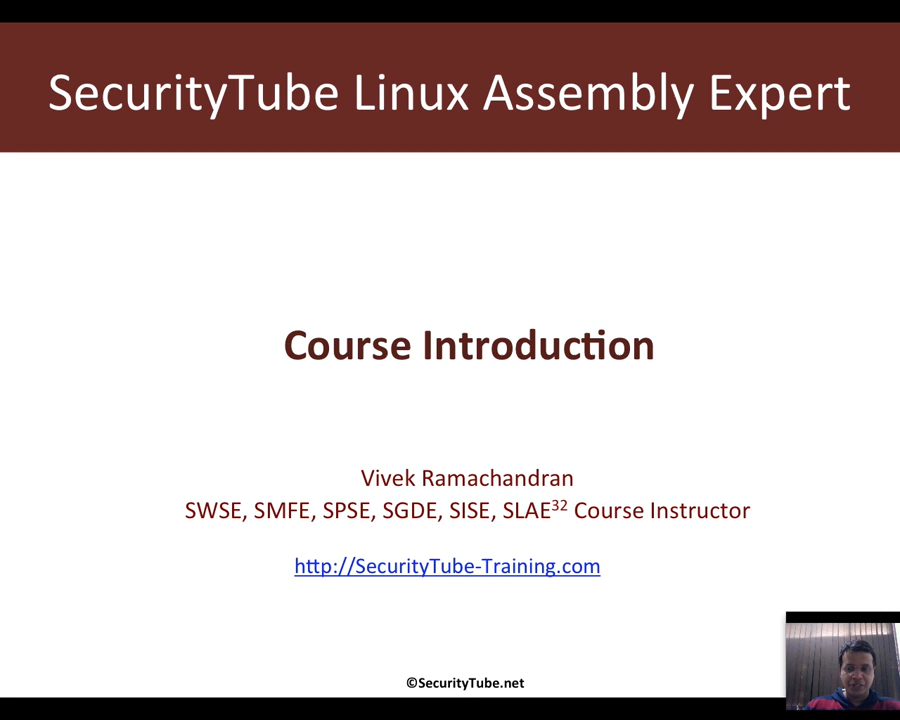 SecurityTube Linux Assembly Expert
Course Introduction
Vivek Ramachandran
SWSE, SMFE, SPSE, SGDE, SISE, SLAE³² Course Instructor
http://SecurityTube-Training.com
©SecurityTube.net